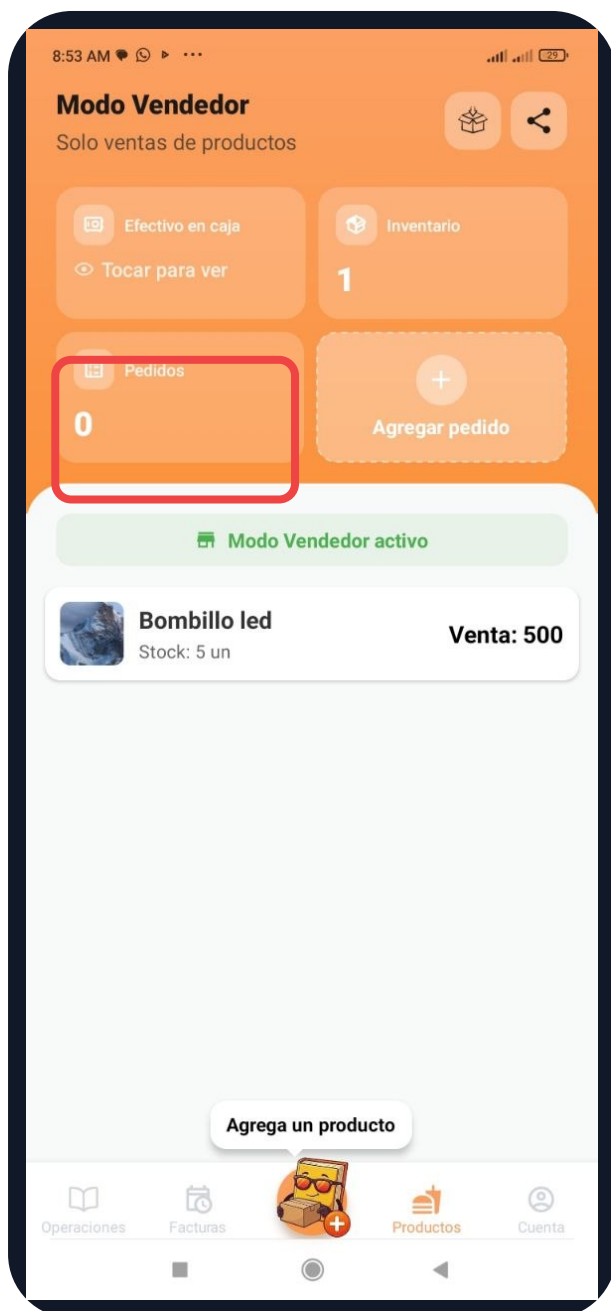 8:53 AM
29
Modo Vendedor
Solo ventas de productos
Efectivo en caja
Tocar para ver
Inventario
1
Pedidos
0
Agregar pedido
Modo Vendedor activo
Bombillo led
Stock: 5 un
Venta: 500
Agrega un producto
Operaciones
Facturas
Productos
Cuenta